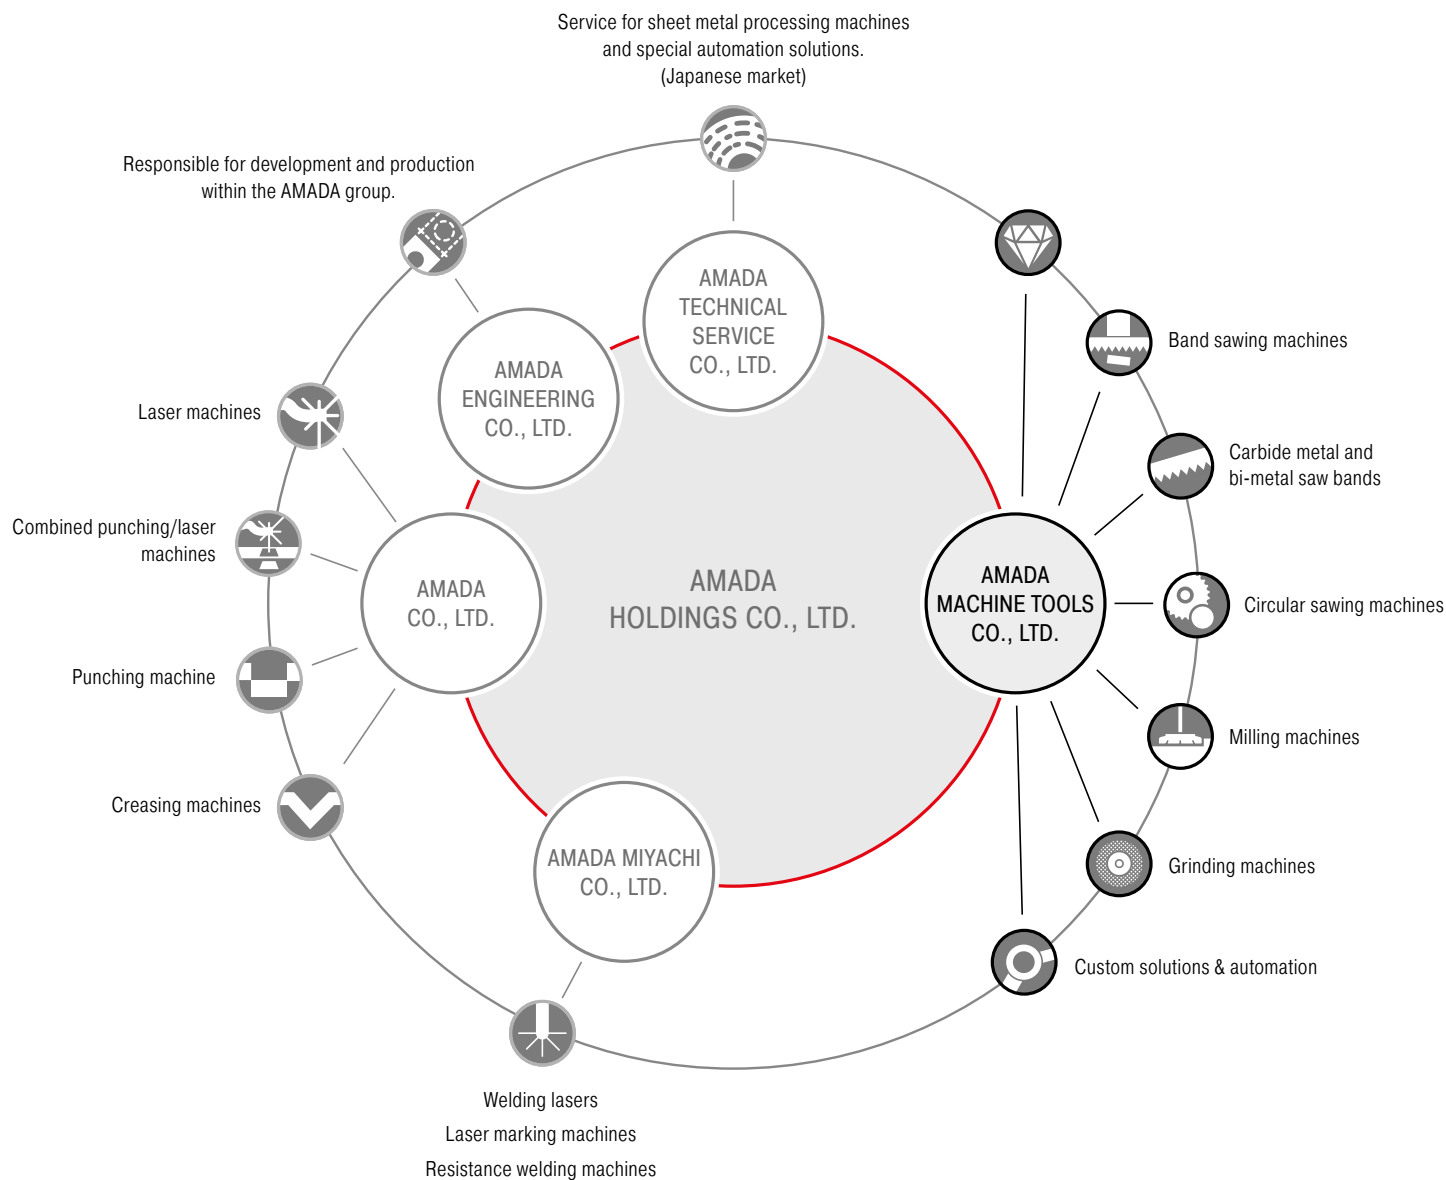 Service for sheet metal processing machines
and special automation solutions.
(Japanese market)
Responsible for development and production
within the AMADA group.
AMADA
TECHNICAL
SERVICE
CO., LTD.
AMADA
ENGINEERING
CO., LTD.
Band sawing machines
Laser machines
Carbide metal and
bi-metal saw bands
Combined punching/laser
machines
AMADA
CO., LTD.
AMADA
HOLDINGS CO., LTD.
AMADA
MACHINE TOOLS
CO., LTD.
Circular sawing machines
Punching machine
Milling machines
Creasing machines
AMADA MIYACHI
CO., LTD.
Grinding machines
Custom solutions & automation
Welding lasers
Laser marking machines
Resistance welding machines